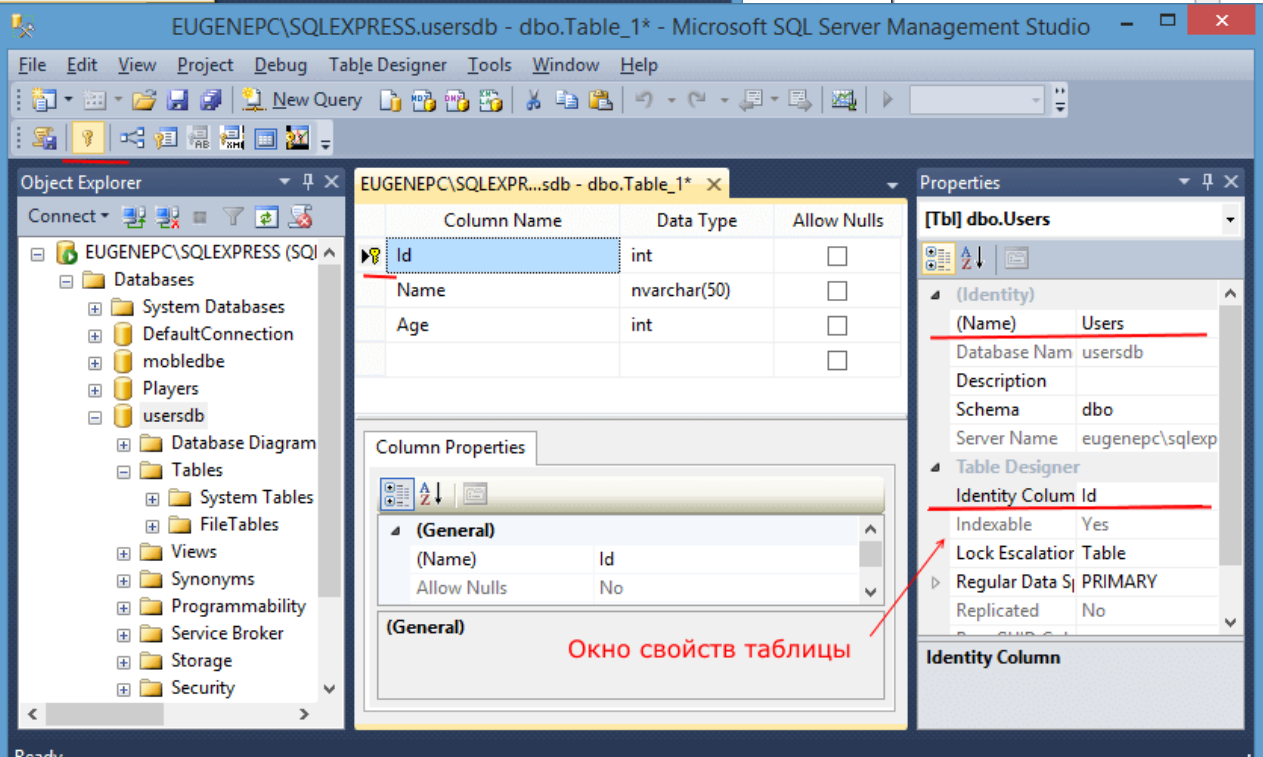 EUGENEPC\SQLEXPRESS.usersdb - dbo.Table_1* - Microsoft SQL Server Management Studio
File Edit View Project Debug Table Designer Tools Window Help
New Query
Object Explorer
Connect
EUGENEPC\SQLEXPRESS (SQL
Databases
System Databases
DefaultConnection
mobledbe
Players
usersdb
Database Diagram
Tables
System Tables
FileTables
Views
Synonyms
Programmability
Service Broker
Storage
Security
EUGENEPC\SQLEXPR...sdb - dbo.Table_1*
Column Name Data Type Allow Nulls
Id int
Name nvarchar(50)
Age int
Column Properties
(General)
(Name) Id
Allow Nulls No
(General)
Окно свойств таблицы
Properties
[Tbl] dbo.Users
(Identity)
(Name) Users
Database Nam usersdb
Description
Schema dbo
Server Name eugenepc\sqlexp
Table Designer
Identity Colum Id
Indexable Yes
Lock Escalation Table
Regular Data Sp PRIMARY
Replicated No
Identity Column
Ready